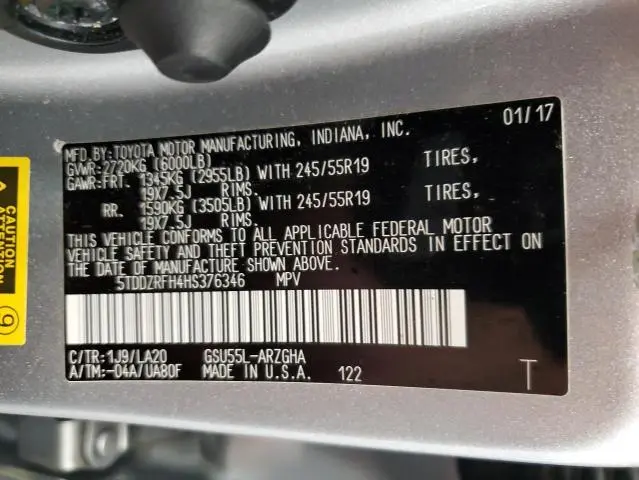 MFD.BY:TOYOTA MOTOR MANUFACTURING, INDIANA, INC. 01/17
GVWR:2720KG (6000LB)
GAWR:FRT. 1345KG (2955LB) WITH 245/55R19 TIRES,
19X7.5J RIMS.
RR. 1590KG (3505LB) WITH 245/55R19 TIRES,
19X7.5J RIMS.
THIS VEHICLE CONFORMS TO ALL APPLICABLE FEDERAL MOTOR
VEHICLE SAFETY AND THEFT PREVENTION STANDARDS IN EFFECT ON
THE DATE OF MANUFACTURE SHOWN ABOVE.
5TDDZRFH4HS376346 MPV
C/TR:1J9/LA20 GSU55L-ARZGHA
A/TM:-04A/UA80F MADE IN U.S.A. 122 T
CAUTION
ATTENTION
9